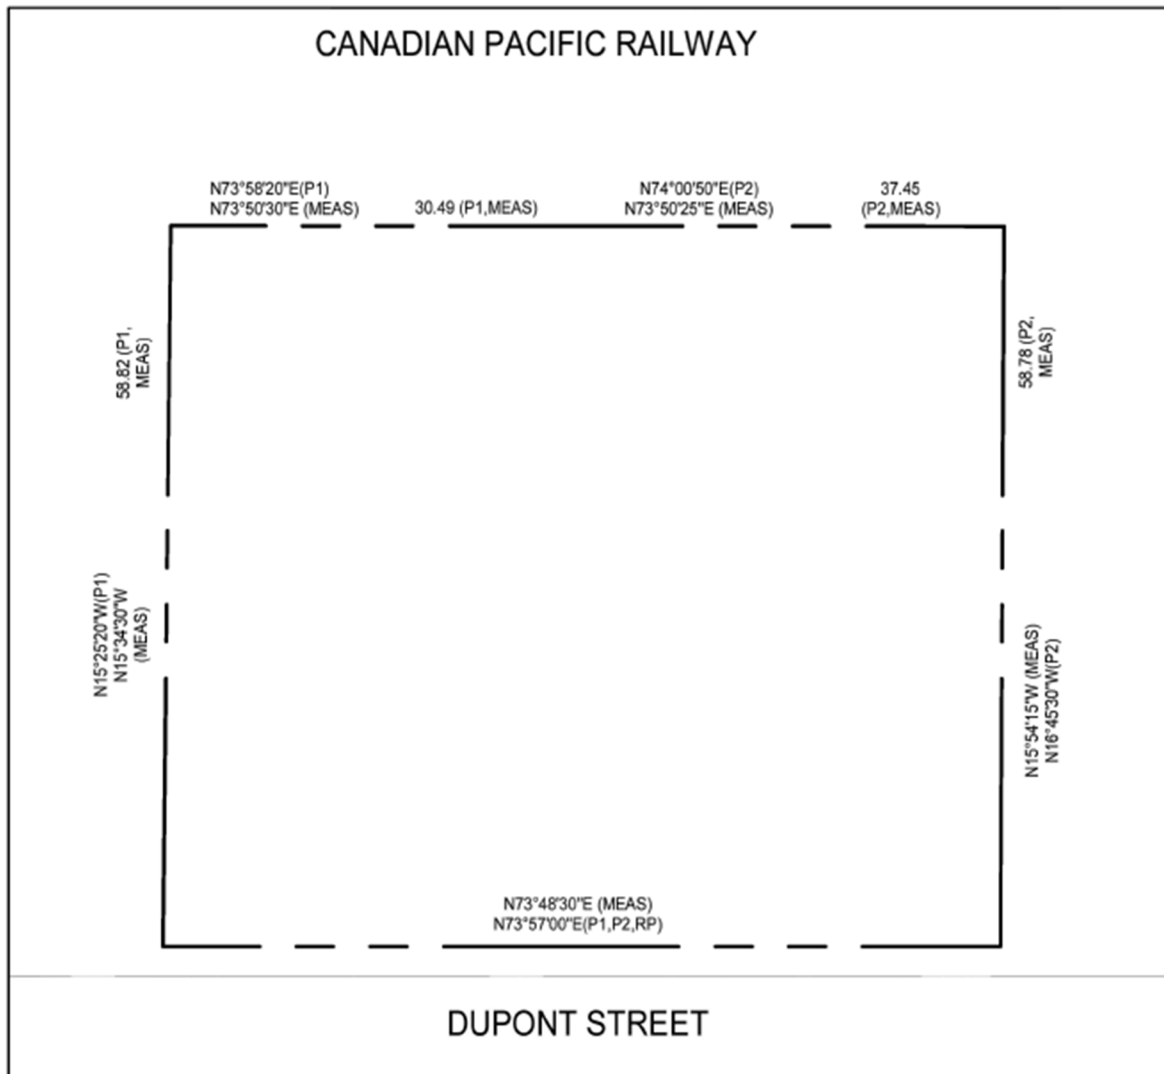 CANADIAN PACIFIC RAILWAY
N73°58'20"E(P1)
N73°50'30"E (MEAS)
30.49 (P1,MEAS)
N74°00'50"E(P2)
N73°50'25"E (MEAS)
37.45
(P2,MEAS)
58.82 (P1,
MEAS)
58.78 (P2,
MEAS)
N15°25'20"W(P1)
N15°34'30"W
(MEAS)
N15°54'15"W (MEAS)
N16°45'30"W(P2)
N73°48'30"E (MEAS)
N73°57'00"E(P1,P2,RP)
DUPONT STREET